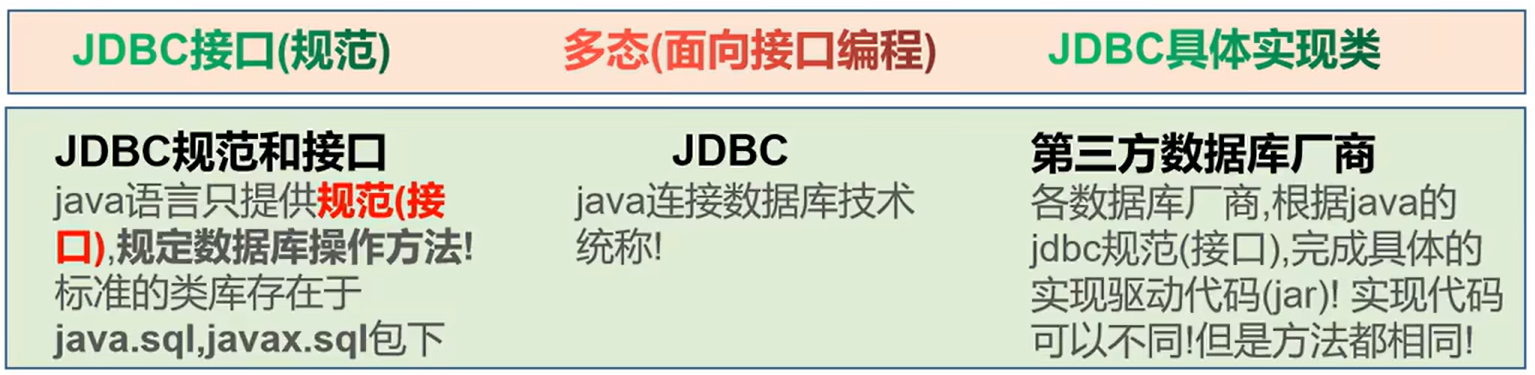 JDBC接口(规范)
多态(面向接口编程)
JDBC具体实现类
JDBC规范和接口
java语言只提供规范(接
口),规定数据库操作方法!
标准的类库存在于
java.sql,javax.sql包下
JDBC
java连接数据库技术
统称!
第三方数据库厂商
各数据库厂商,根据java的
jdbc规范(接口),完成具体的
实现驱动代码(jar)! 实现代码
可以不同!但是方法都相同!